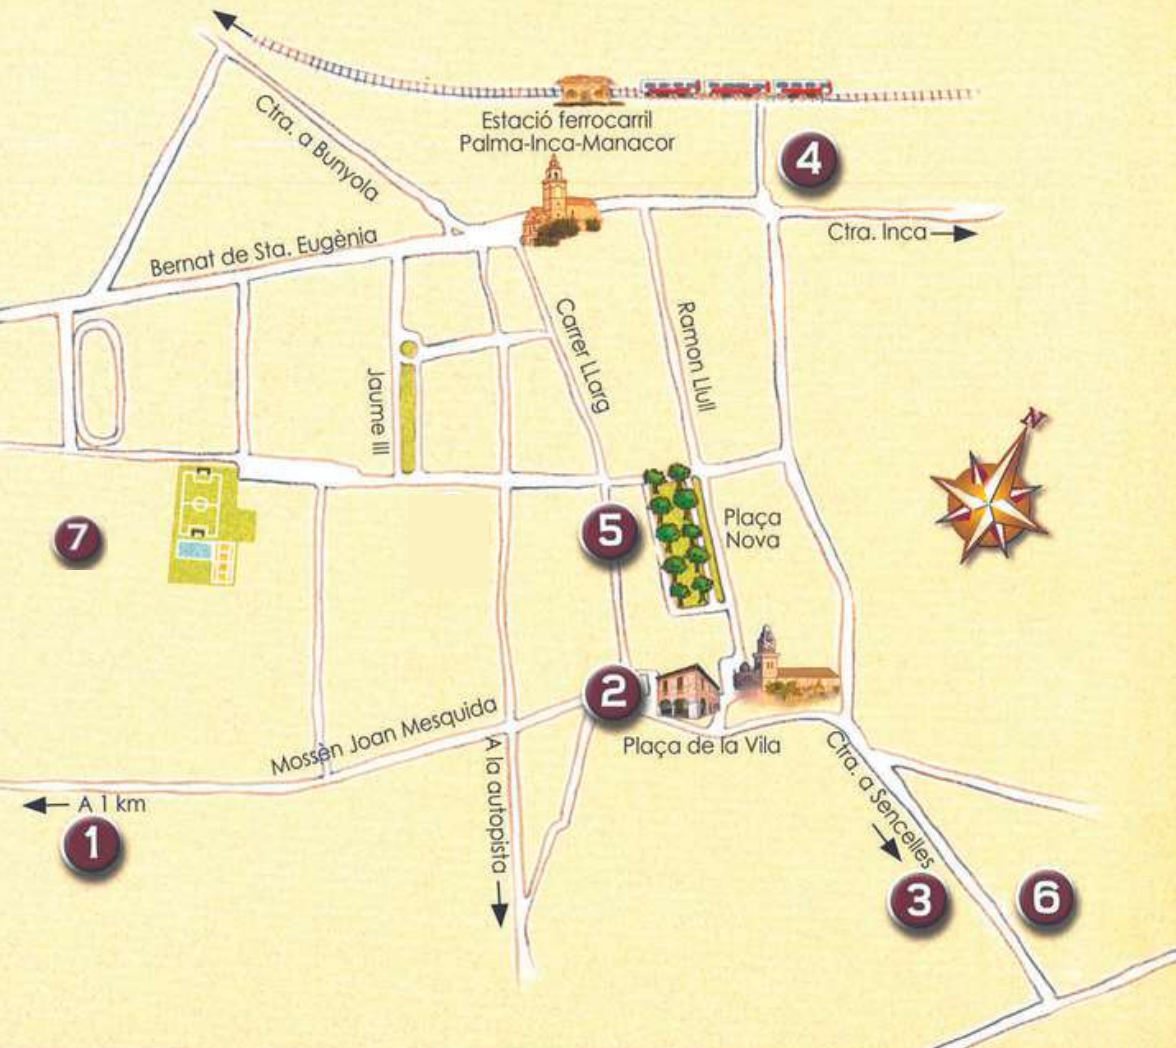 Estació ferrocarril
Palma-Inca-Manacor
Ctra. a Bunyola
4
Ctra. Inca
Bernat de Sta. Eugènia
Carrer LLarg
Ramon Llull
Jaume III
N
7
5
Plaça
Nova
2
Mossèn Joan Mesquida
Plaça de la Vila
A la autopista
Ctra. a Sencelles
A 1 km
1
3
6